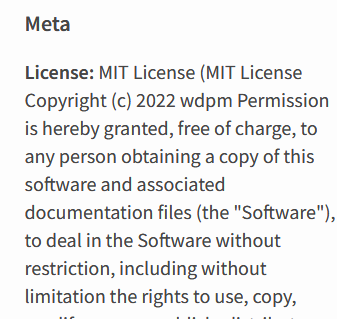 Meta
License: MIT License (MIT License
Copyright (c) 2022 wdpm Permission
is hereby granted, free of charge, to
any person obtaining a copy of this
software and associated
documentation files (the "Software"),
to deal in the Software without
restriction, including without
limitation the rights to use, copy,